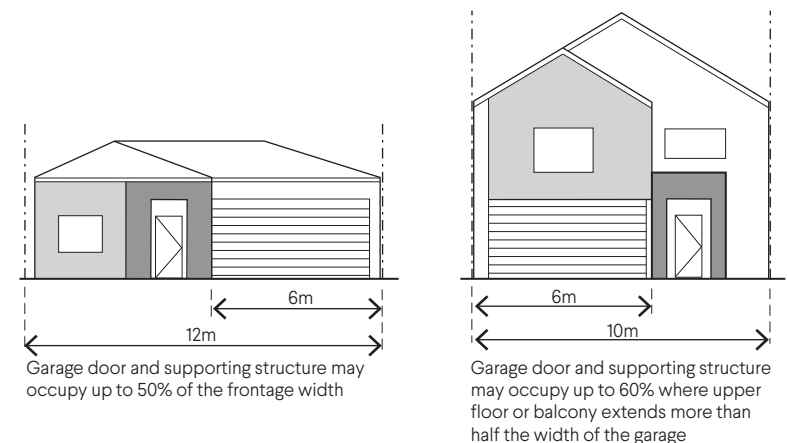 6m
12m
Garage door and supporting structure may
occupy up to 50% of the frontage width
6m
10m
Garage door and supporting structure
may occupy up to 60% where upper
floor or balcony extends more than
half the width of the garage